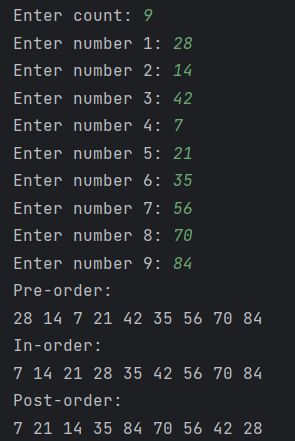 Enter count: 9
Enter number 1: 28
Enter number 2: 14
Enter number 3: 42
Enter number 4: 7
Enter number 5: 21
Enter number 6: 35
Enter number 7: 56
Enter number 8: 70
Enter number 9: 84
Pre-order:
28 14 7 21 42 35 56 70 84
In-order:
7 14 21 28 35 42 56 70 84
Post-order:
7 21 14 35 84 70 56 42 28